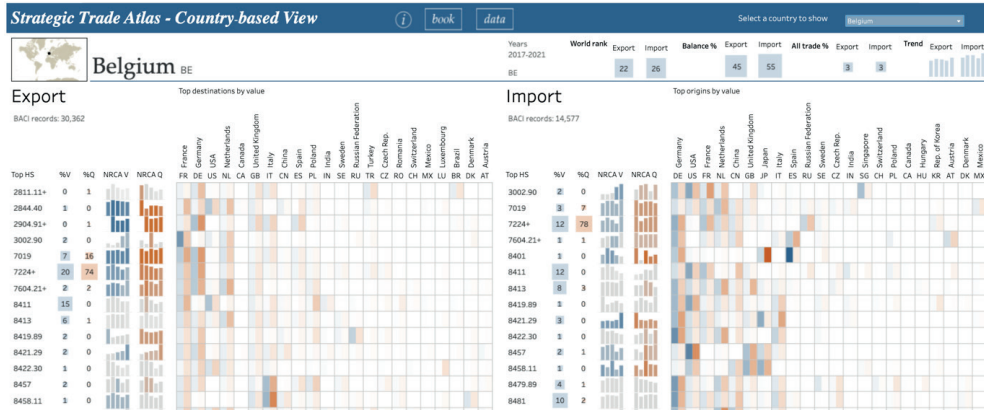 Strategic Trade Atlas - Country-based View
i book data
Select a country to show Belgium
Belgium BE
Years
2017-2021
BE
World rank Export Import
22 26
Balance % Export Import
45 55
All trade % Export Import
3 3
Trend Export Import
Export
BACI records: 30,362
Top destinations by value
France Germany USA Netherlands Canada United Kingdom Italy China Spain Poland India Sweden Russian Federation Turkey Czech Rep. Romania Switzerland Mexico Luxembourg Brazil Denmark Austria
Top HS %V %Q NRCA V NRCA Q FR DE US NL CA GB IT CN ES PL IN SE RU TR CZ RO CH MX LU BR DK AT
2811.11+ 0 1
2844.40 1 0
2904.91+ 0 1
3002.90 2 0
7019 7 16
7224+ 20 74
7604.21+ 2 2
8411 15 0
8413 6 1
8419.89 2 0
8421.29 2 0
8422.30 1 0
8457 2 0
8458.11 1 0
Import
BACI records: 14,577
Top origins by value
Germany USA France Netherlands China United Kingdom Japan Italy Spain Russian Federation Sweden Czech Rep. India Singapore Switzerland Poland Canada Hungary Rep. of Korea Austria Denmark Mexico
Top HS %V %Q NRCA V NRCA Q DE US FR NL CN GB JP IT ES RU SE CZ IN SG CH PL CA HU KR AT DK MX
3002.90 2 0
7019 3 7
7224+ 12 78
7604.21+ 1 1
8401 1 0
8411 12 0
8413 8 3
8419.89 1 0
8421.29 3 0
8422.30 1 0
8457 2 1
8458.11 1 0
8479.89 4 1
8481 10 2